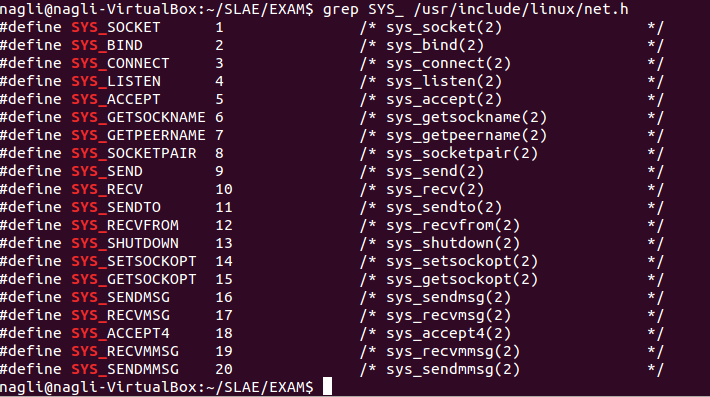 nagli@nagli-VirtualBox:~/SLAE/EXAM$ grep SYS_ /usr/include/linux/net.h
#define SYS_SOCKET      1               /* sys_socket(2)                */
#define SYS_BIND        2               /* sys_bind(2)                  */
#define SYS_CONNECT     3               /* sys_connect(2)               */
#define SYS_LISTEN      4               /* sys_listen(2)                */
#define SYS_ACCEPT      5               /* sys_accept(2)                */
#define SYS_GETSOCKNAME 6               /* sys_getsockname(2)           */
#define SYS_GETPEERNAME 7               /* sys_getpeername(2)           */
#define SYS_SOCKETPAIR  8               /* sys_socketpair(2)            */
#define SYS_SEND        9               /* sys_send(2)                  */
#define SYS_RECV        10              /* sys_recv(2)                  */
#define SYS_SENDTO      11              /* sys_sendto(2)                */
#define SYS_RECVFROM    12              /* sys_recvfrom(2)              */
#define SYS_SHUTDOWN    13              /* sys_shutdown(2)              */
#define SYS_SETSOCKOPT  14              /* sys_setsockopt(2)            */
#define SYS_GETSOCKOPT  15              /* sys_getsockopt(2)            */
#define SYS_SENDMSG     16              /* sys_sendmsg(2)               */
#define SYS_RECVMSG     17              /* sys_recvmsg(2)               */
#define SYS_ACCEPT4     18              /* sys_accept4(2)               */
#define SYS_RECVMMSG    19              /* sys_recvmmsg(2)              */
#define SYS_SENDMMSG    20              /* sys_sendmmsg(2)              */
nagli@nagli-VirtualBox:~/SLAE/EXAM$